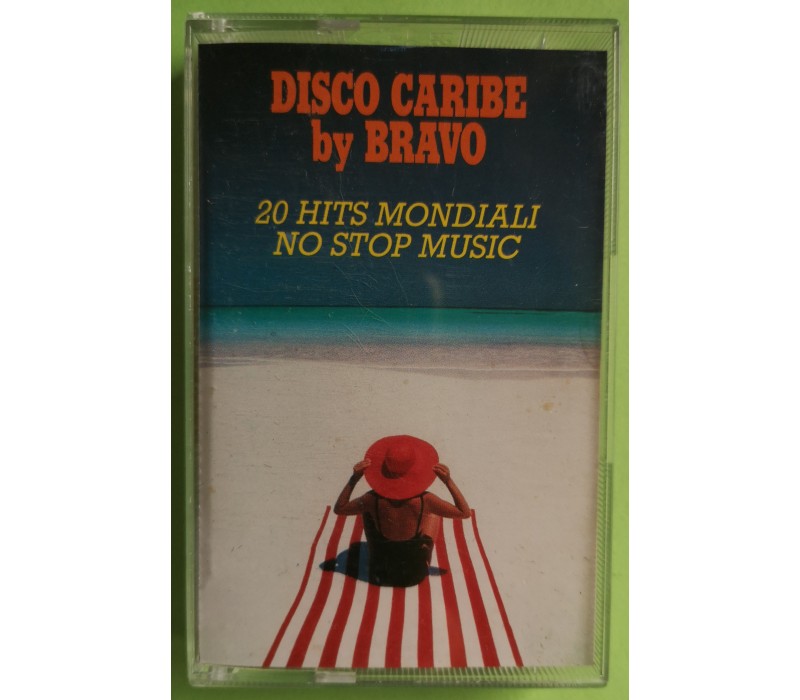 DISCO CARIBE
by BRAVO
20 HITS MONDIALI
NO STOP MUSIC